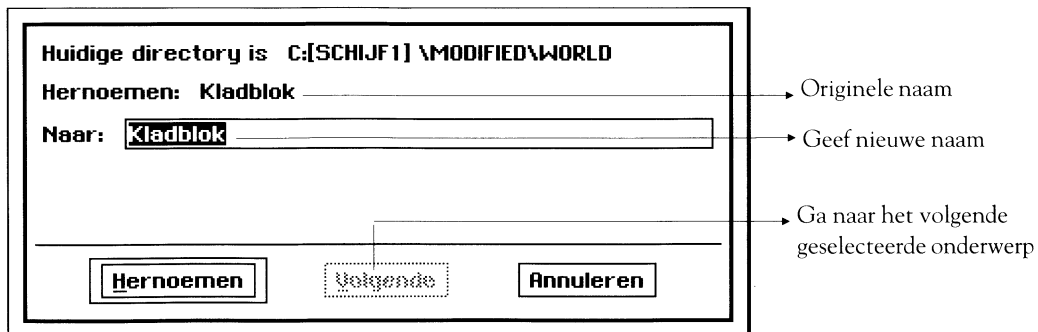 Huidige directory is C:[SCHIJF1] \MODIFIED\WORLD
Hernoemen: Kladblok
Originele naam
Naar: Kladblok
Geef nieuwe naam
Ga naar het volgende
geselecteerde onderwerp
Hernoemen Volgende Annuleren